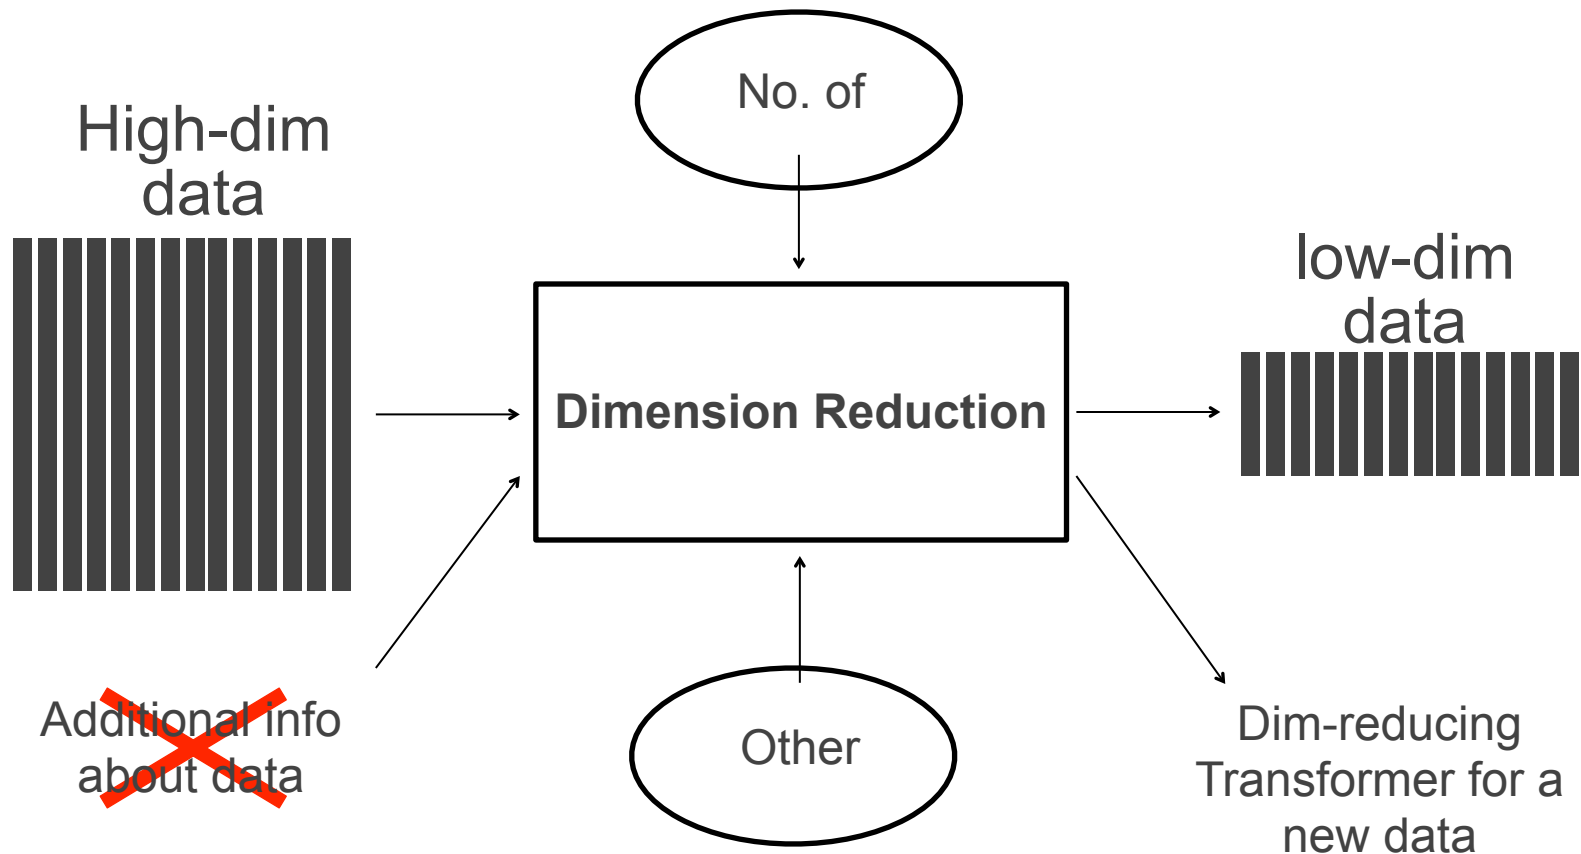 No. of
High-dim
data
low-dim
data
Dimension Reduction
Additional info
about data
Other
Dim-reducing
Transformer for a
new data